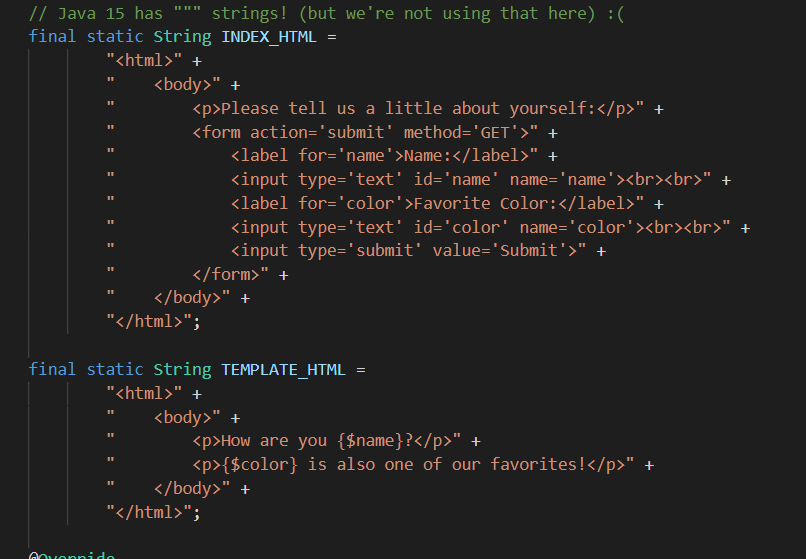 // Java 15 has """ strings! (but we're not using that here) :(
final static String INDEX_HTML =
        "<html>" +
        "    <body>" +
        "        <p>Please tell us a little about yourself:</p>" +
        "        <form action='submit' method='GET'>" +
        "            <label for='name'>Name:</label>" +
        "            <input type='text' id='name' name='name'><br><br>" +
        "            <label for='color'>Favorite Color:</label>" +
        "            <input type='text' id='color' name='color'><br><br>" +
        "            <input type='submit' value='Submit'>" +
        "        </form>" +
        "    </body>" +
        "</html>";
final static String TEMPLATE_HTML =
        "<html>" +
        "    <body>" +
        "        <p>How are you {$name}?</p>" +
        "        <p>{$color} is also one of our favorites!</p>" +
        "    </body>" +
        "</html>";
@Override